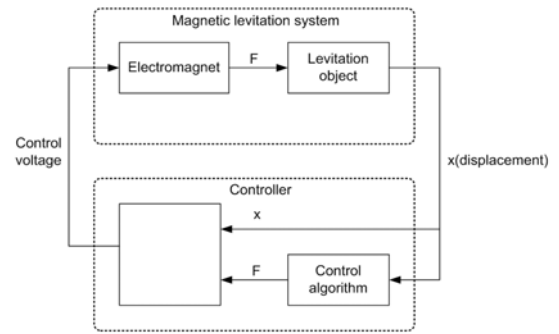 Magnetic levitation system
Electromagnet
F
Levitation
object
Control
voltage
x(displacement)
Controller
x
F
Control
algorithm